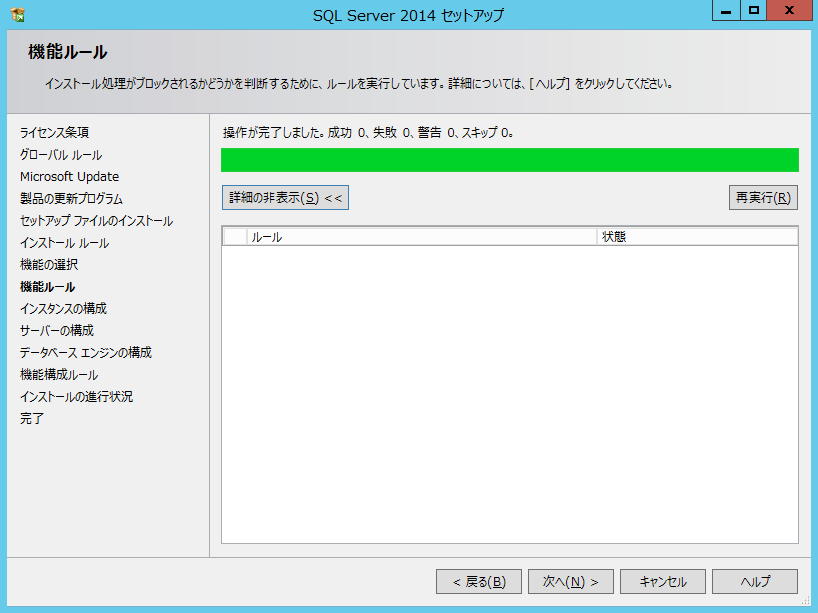 SQL Server 2014 セットアップ
機能ルール
インストール処理がブロックされるかどうかを判断するために、ルールを実行しています。詳細については、[ヘルプ] をクリックしてください。
ライセンス条項
グローバル ルール
Microsoft Update
製品の更新プログラム
セットアップ ファイルのインストール
インストール ルール
機能の選択
機能ルール
インスタンスの構成
サーバーの構成
データベース エンジンの構成
機能構成ルール
インストールの進行状況
完了
操作が完了しました。成功 0、失敗 0、警告 0、スキップ 0。
詳細の非表示(S) <<
再実行(R)
ルール
状態
< 戻る(B)
次へ(N) >
キャンセル
ヘルプ